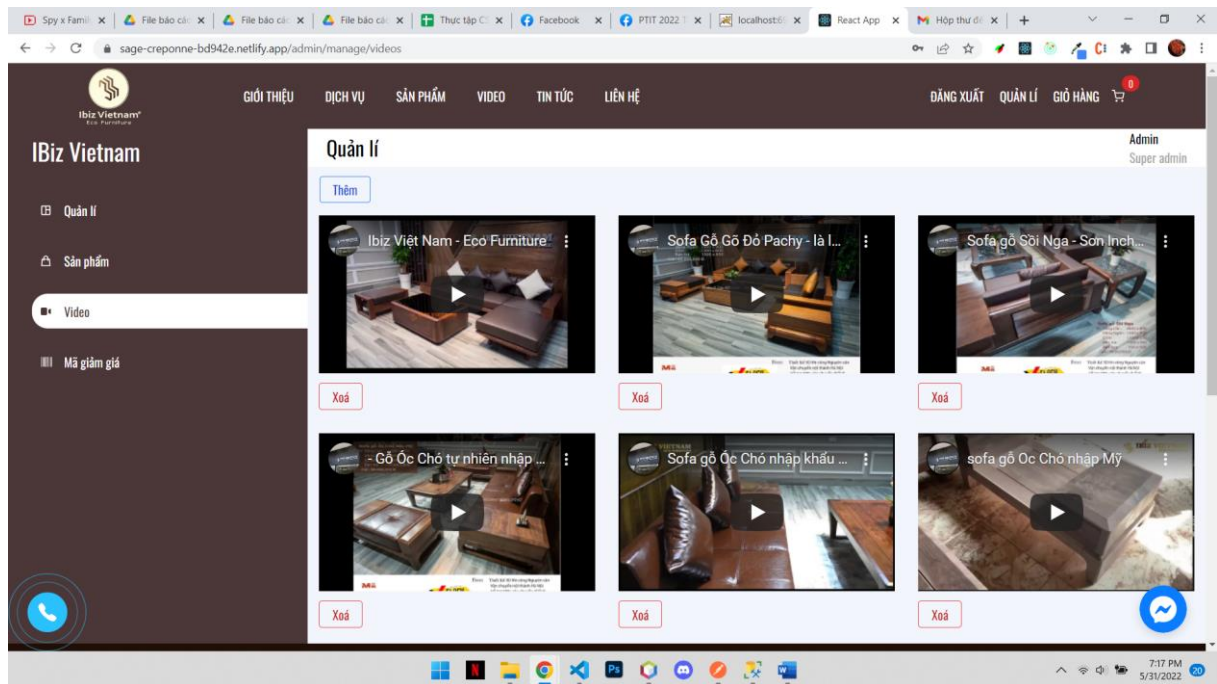 Spy x Famil
File báo các
File báo các
File báo các
Thực tập C
Facebook
PTIT 2022 T
localhost:6
React App
Hộp thư đế
sage-creponne-bd942e.netlify.app/admin/manage/videos
Ibiz Vietnam
Eco Furniture
GIỚI THIỆU
DỊCH VỤ
SẢN PHẨM
VIDEO
TIN TỨC
LIÊN HỆ
ĐĂNG XUẤT
QUẢN LÍ
GIỎ HÀNG
0
IBiz Vietnam
Quản lí
Sản phẩm
Video
Mã giảm giá
Quản lí
Admin
Super admin
Thêm
Ibiz Việt Nam - Eco Furniture
Sofa Gỗ Gõ Đỏ Pachy - là l...
Sofa gỗ Sồi Nga - Sơn Inch...
Xoá
Xoá
Xoá
- Gỗ Óc Chó tự nhiên nhập ...
Sofa gỗ Óc Chó nhập khẩu ...
sofa gỗ Oc Chó nhập Mỹ
Xoá
Xoá
Xoá
7:17 PM
5/31/2022
20